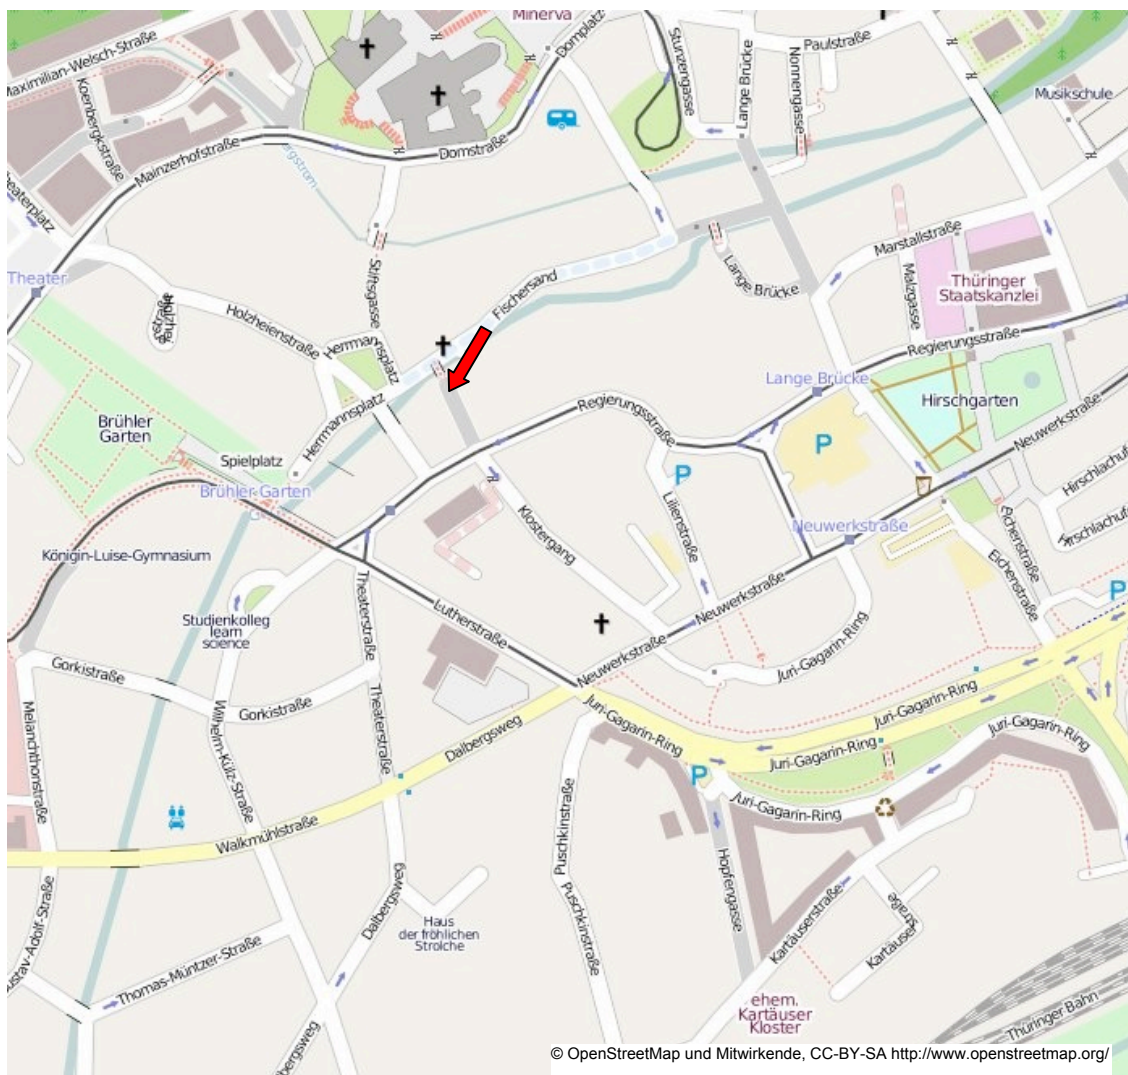 Minerva
Domplatz
Maximilian-Welsch-Straße
Stunzengasse
Lange Brücke
Paulstraße
Nonnengasse
Koenbergkstraße
Musikschule
Mainzerhofstraße
Domstraße
Theaterplatz
Stiftsgasse
Marstallstraße
Malzgasse
Theater
Lange Brücke
Thüringer
Staatskanzlei
Fischersand
Holzheienstraße
Herrmannsplatz
Regierungsstraße
Lange Brücke
Hirschgarten
Brühler
Garten
Herrmannsplatz
Regierungsstraße
Neuwerkstraße
P
P
Spielplatz
Brühler Garten
Lilienstraße
Klostergang
Neuwerkstraße
Eichenstraße
Eichenstraße
Königin-Luise-Gymnasium
Theaterstraße
Lutherstraße
Neuwerkstraße
P
Studienkolleg
learn
science
Neuwerkstraße
Juri-Gagarin-Ring
Gorkistraße
Gorkistraße
Melanchthonstraße
Wilhelm-Külz-Straße
Theaterstraße
Dalbergsweg
Juri-Gagarin-Ring
Juri-Gagarin-Ring
Juri-Gagarin-Ring
Juri-Gagarin-Ring
P
Juri-Gagarin-Ring
Walkmühlstraße
Puschkinstraße
Hopfengasse
Dalbergsweg
Haus
der fröhlichen
Strolche
Puschkinstraße
Kartäuserstraße
Kartäuser
Straße
Thomas-Müntzer-Straße
ehem.
Kartäuser
Kloster
Thüringer Bahn
© OpenStreetMap und Mitwirkende, CC-BY-SA http://www.openstreetmap.org/